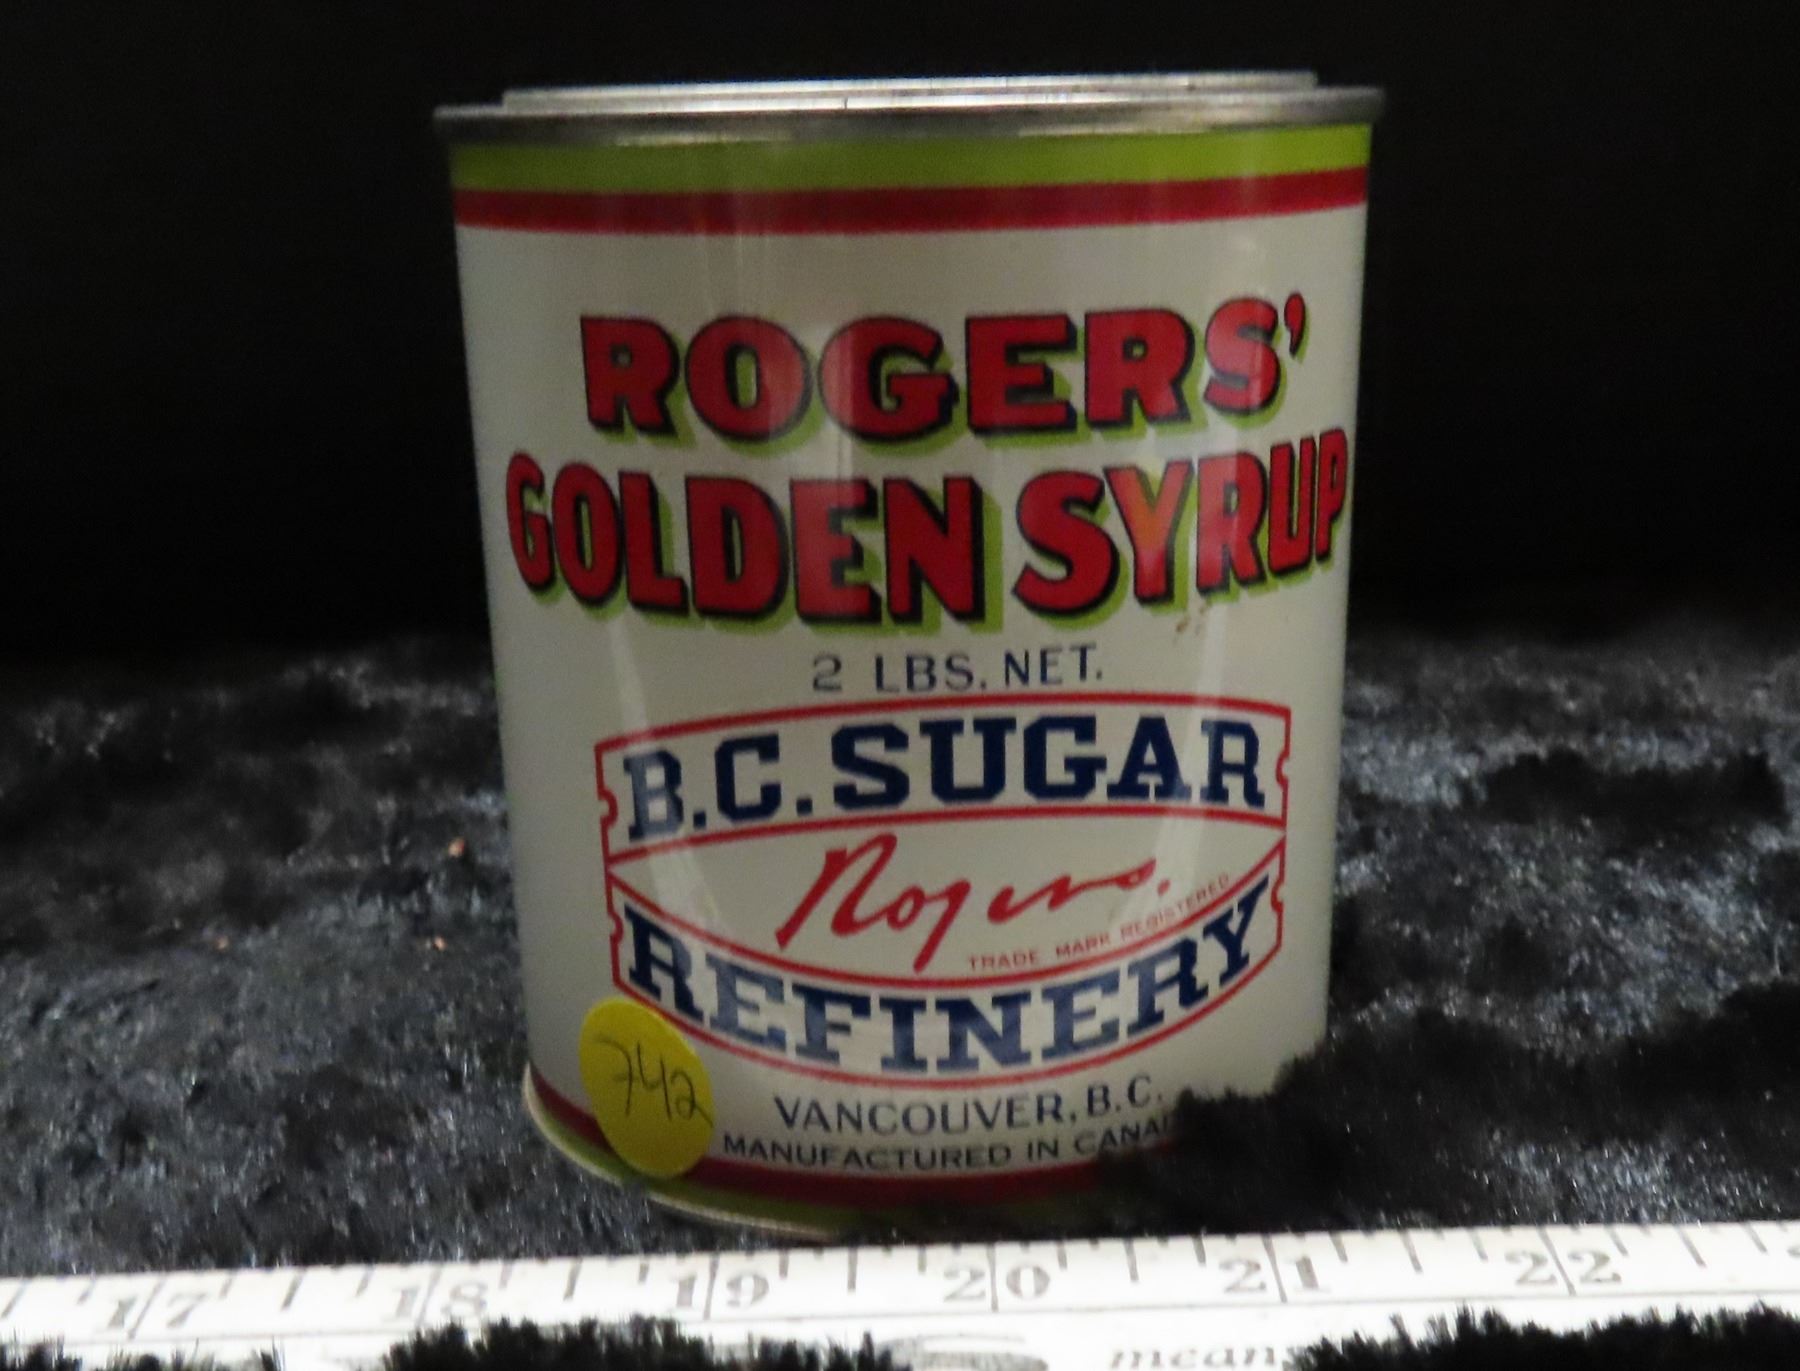 ROGERS'
GOLDEN SYRUP
2 LBS. NET.
B.C. SUGAR
Rogers.
TRADE MARK REGISTERED
REFINERY
742
VANCOUVER, B.C.
MANUFACTURED IN CANA
17 18 19 20 21 22
means